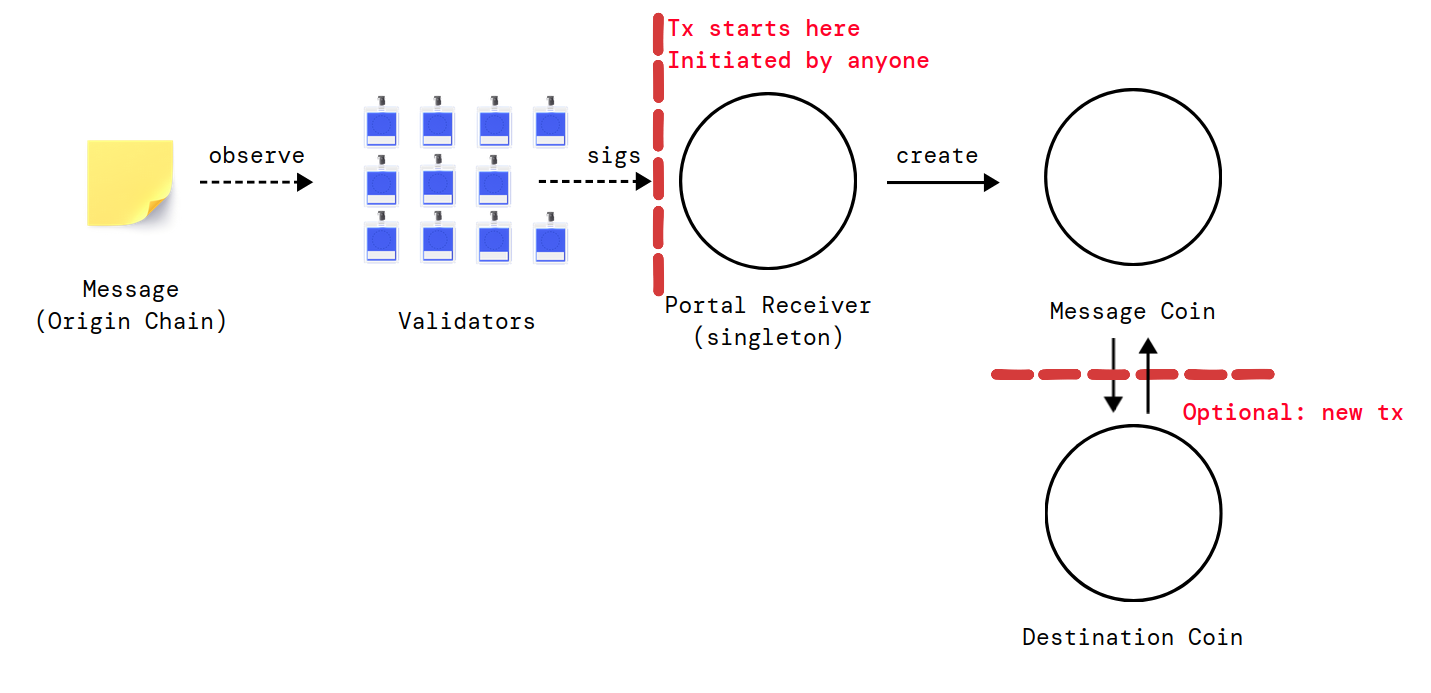 Tx starts here
Initiated by anyone
observe
sigs
create
Message
(Origin Chain)
Validators
Portal Receiver
(singleton)
Message Coin
Optional: new tx
Destination Coin